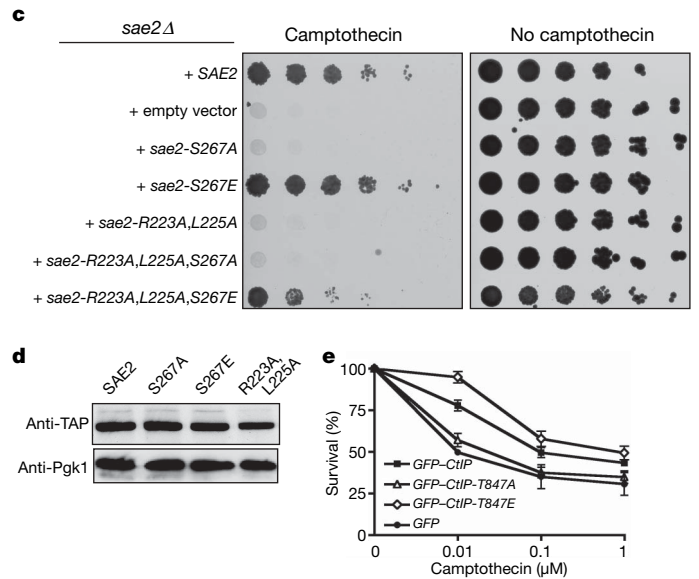 c
sae2Δ
Camptothecin
No camptothecin
+ SAE2
+ empty vector
+ sae2-S267A
+ sae2-S267E
+ sae2-R223A,L225A
+ sae2-R223A,L225A,S267A
+ sae2-R223A,L225A,S267E
d
SAE2
S267A
S267E
R223A,
L225A
Anti-TAP
Anti-Pgk1
e
100
75
50
25
0
Survival (%)
GFP–CtIP
GFP–CtIP-T847A
GFP–CtIP-T847E
GFP
0 0.01 0.1 1
Camptothecin (μM)